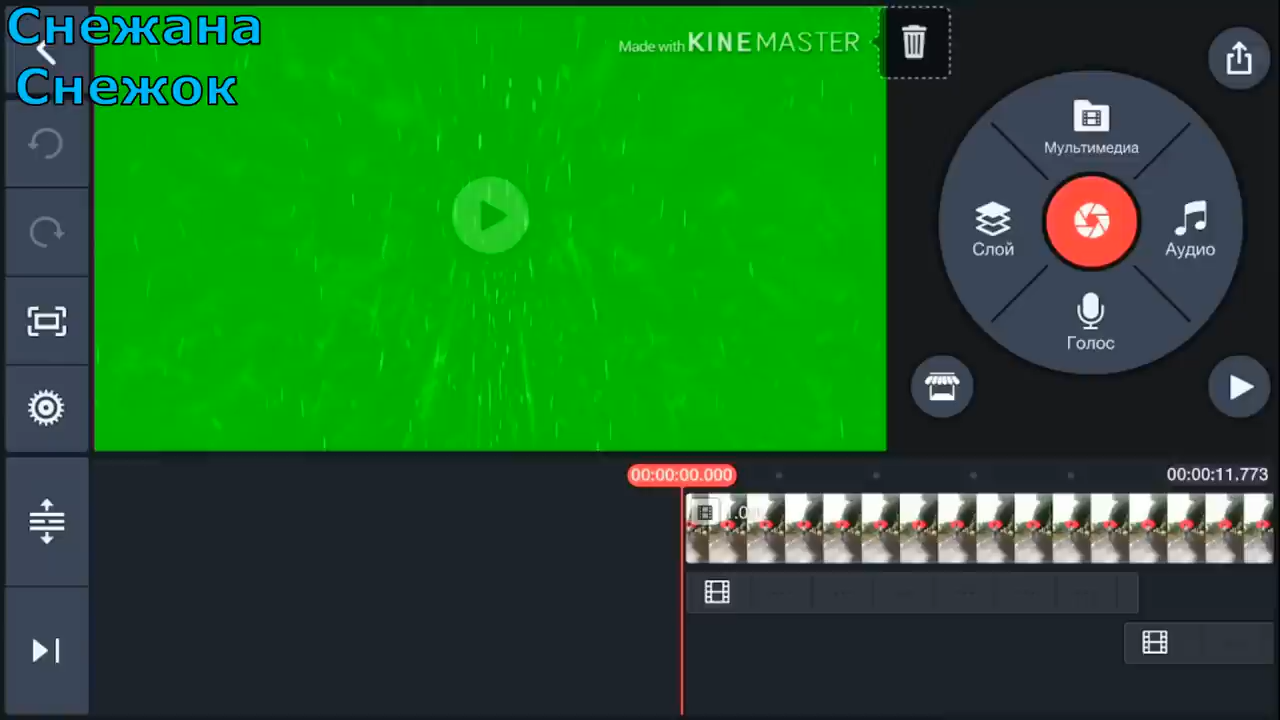 Снежана
Снежок
Made with KINEMASTER
Мультимедиа
Слой
Аудио
Голос
00:00:00.000
00:00:11.773